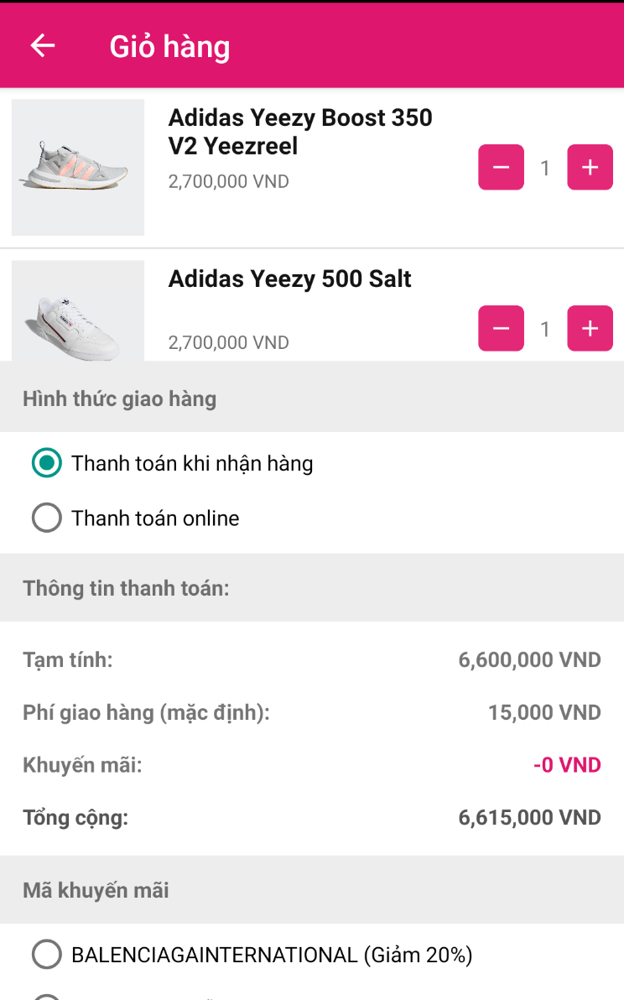 Giỏ hàng
Adidas Yeezy Boost 350
V2 Yeezreel
2,700,000 VND
1
Adidas Yeezy 500 Salt
2,700,000 VND
1
Hình thức giao hàng
Thanh toán khi nhận hàng
Thanh toán online
Thông tin thanh toán:
Tạm tính: 6,600,000 VND
Phí giao hàng (mặc định): 15,000 VND
Khuyến mãi: -0 VND
Tổng cộng: 6,615,000 VND
Mã khuyến mãi
BALENCIAGAINTERNATIONAL (Giảm 20%)